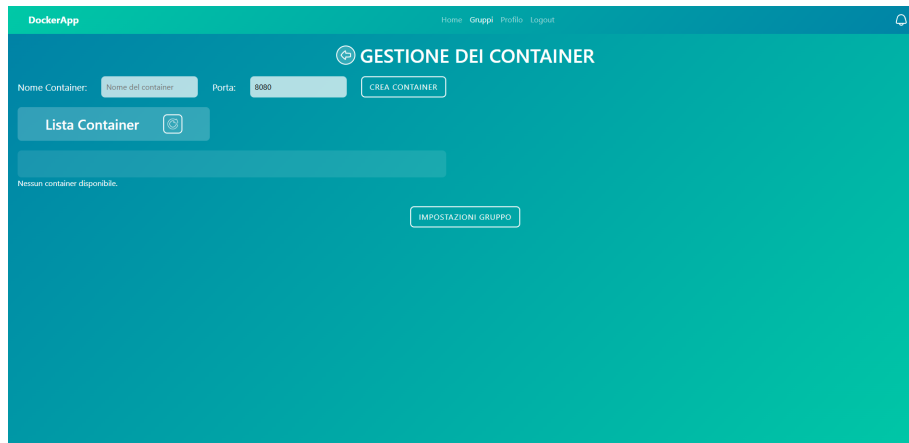 DockerApp Home Gruppi Profilo Logout
GESTIONE DEI CONTAINER
Nome Container: Nome del container Porta: 8080 CREA CONTAINER
Lista Container
Nessun container disponibile.
IMPOSTAZIONI GRUPPO